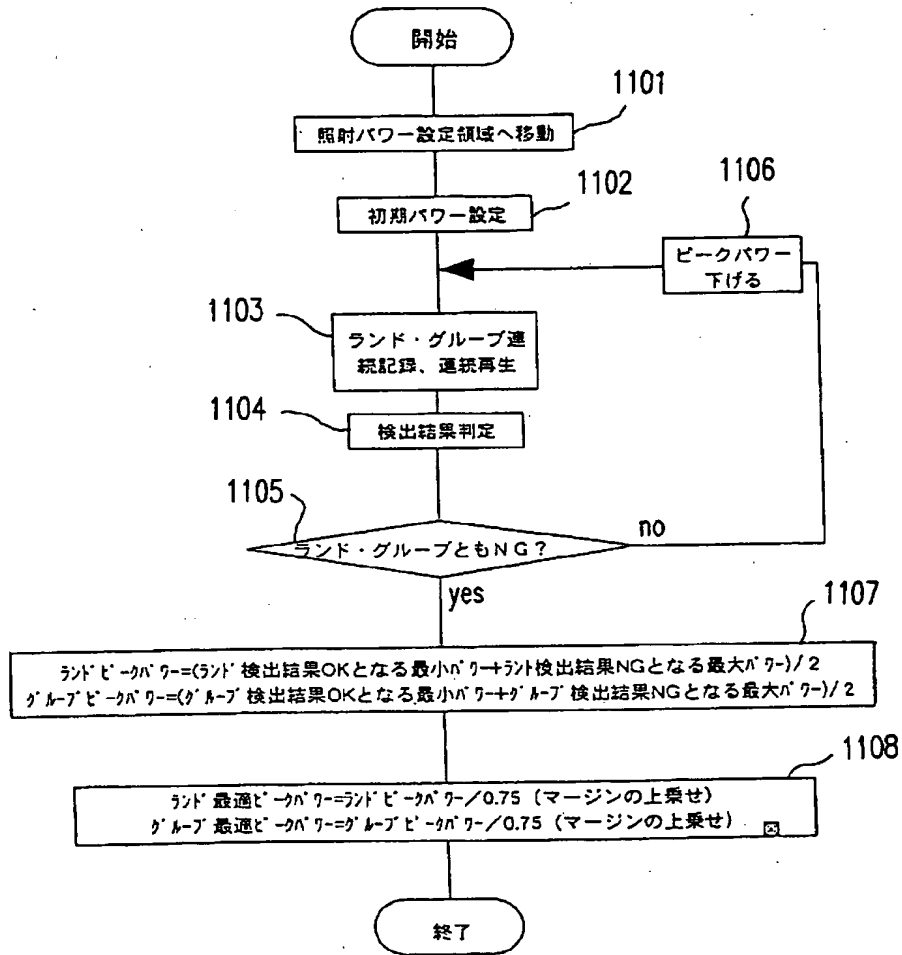 開始
1101
照射パワー設定領域へ移動
1102
初期パワー設定
1106
ピークパワー
下げる
1103
ランド・グループ連
続記録、連続再生
1104
検出結果判定
1105
ランド・グループともNG?
no
yes
1107
ランドピークパワー=(ランド検出結果OKとなる最小パワー+ラント検出結果NGとなる最大パワー)/2
グループピークパワー=(グループ検出結果OKとなる最小パワー+グループ検出結果NGとなる最大パワー)/2
1108
ランド最適ピークパワー=ランドピークパワー/0.75(マージンの上乗せ)
グループ最適ピークパワー=グループピークパワー/0.75(マージンの上乗せ)
終了